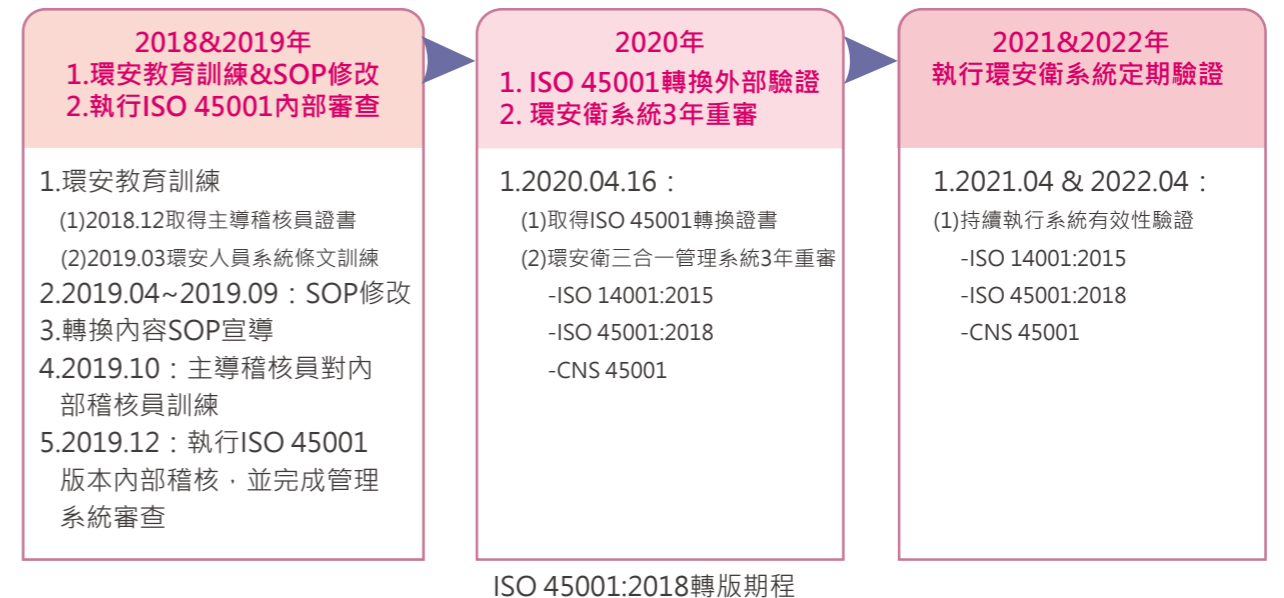 2018&2019年
1.環安教育訓練&SOP修改
2.執行ISO 45001內部審查
1.環安教育訓練
(1)2018.12取得主導稽核員證書
(2)2019.03環安人員系統條文訓練
2.2019.04~2019.09：SOP修改
3.轉換內容SOP宣導
4.2019.10：主導稽核員對內
部稽核員訓練
5.2019.12：執行ISO 45001
版本內部稽核，並完成管理
系統審查
2020年
1. ISO 45001轉換外部驗證
2. 環安衛系統3年重審
1.2020.04.16：
(1)取得ISO 45001轉換證書
(2)環安衛三合一管理系統3年重審
-ISO 14001:2015
-ISO 45001:2018
-CNS 45001
2021&2022年
執行環安衛系統定期驗證
1.2021.04 & 2022.04：
(1)持續執行系統有效性驗證
-ISO 14001:2015
-ISO 45001:2018
-CNS 45001
ISO 45001:2018轉版期程